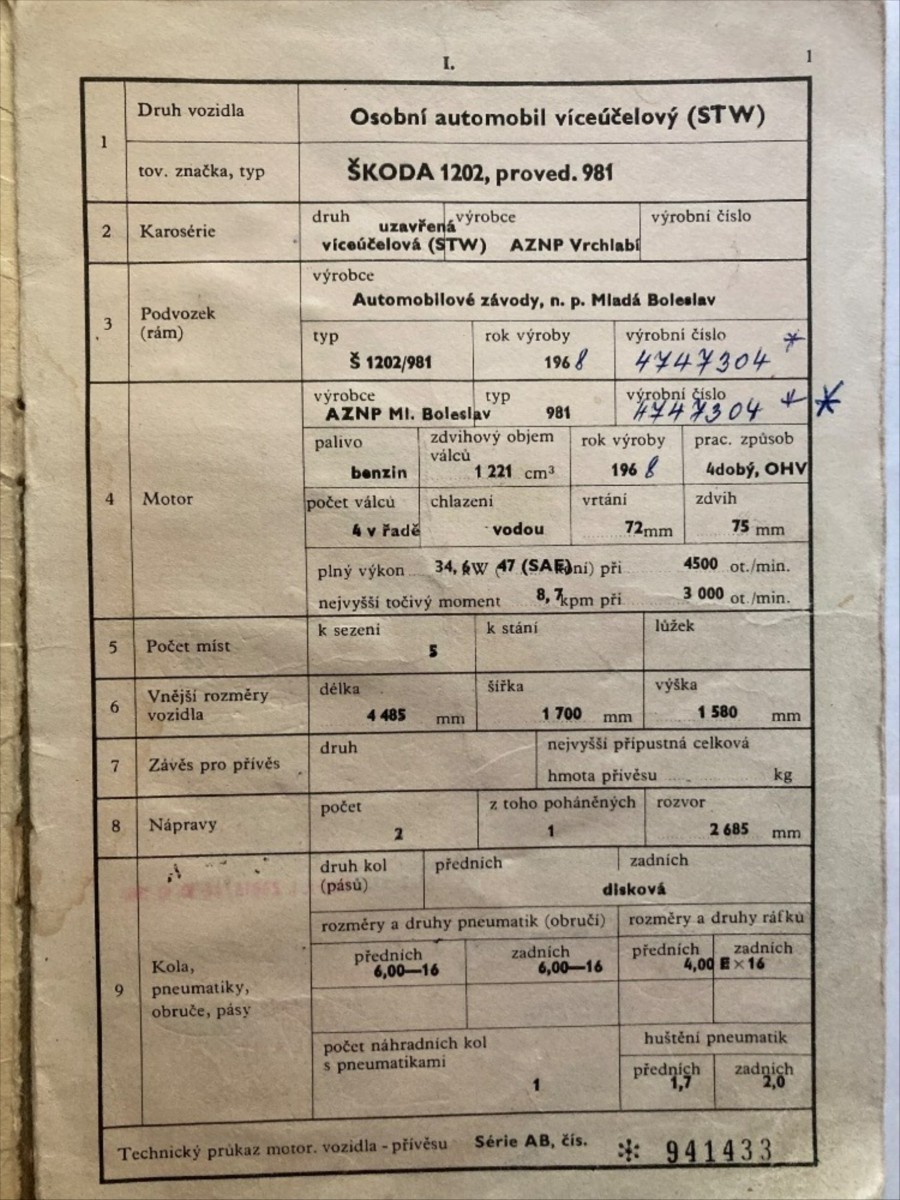 I.
1
1 Druh vozidla Osobní automobil víceúčelový (STW)
tov. značka, typ ŠKODA 1202, proved. 981
2 Karosérie druh uzavřená víceúčelová (STW) výrobce AZNP Vrchlabí výrobní číslo
3 Podvozek (rám) výrobce
Automobilové závody, n. p. Mladá Boleslav
typ rok výroby výrobní číslo
Š 1202/981 1968 4747304 *
4 Motor výrobce typ výrobní číslo
AZNP Ml. Boleslav 981 4747304 * *
palivo zdvihový objem válců rok výroby prac. způsob
benzin 1 221 cm³ 1968 4dobý, OHV
počet válců chlazení vrtání zdvih
4 v řadě vodou 72 mm 75 mm
plný výkon 34, 6 kW (47 (SAE) koní) při 4500 ot./min.
nejvyšší točivý moment 8, 7 kpm při 3 000 ot./min.
5 Počet míst k sezení k stání lůžek
5
6 Vnější rozměry vozidla délka šířka výška
4 485 mm 1 700 mm 1 580 mm
7 Závěs pro přívěs druh nejvyšší přípustná celková
hmota přívěsu kg
8 Nápravy počet z toho poháněných rozvor
2 1 2 685 mm
9 Kola, pneumatiky, obruče, pásy druh kol (pásů) předních zadních
disková
rozměry a druhy pneumatik (obručí) rozměry a druhy ráfků
předních zadních předních zadních
6,00—16 6,00—16 4,00 E × 16
počet náhradních kol s pneumatikami huštění pneumatik
1 předních zadních
1,7 2,0
Technický průkaz motor. vozidla - přívěsu Série AB, čís. * 941433